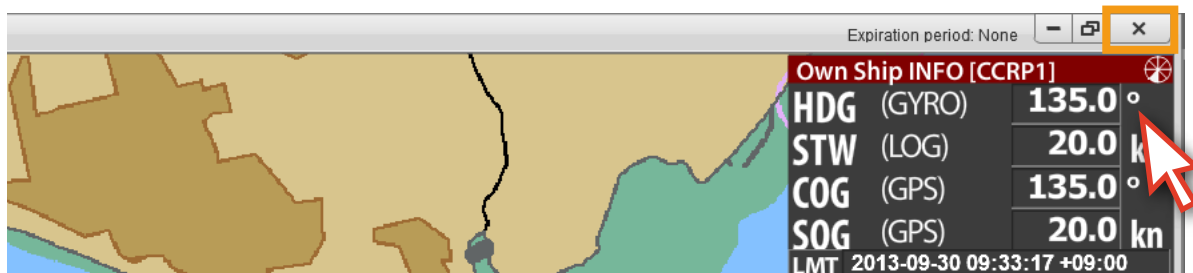 Expiration period: None
Own Ship INFO [CCRP1]
HDG (GYRO) 135.0 °
STW (LOG) 20.0
COG (GPS) 135.0 °
SOG (GPS) 20.0 kn
LMT 2013-09-30 09:33:17 +09:00